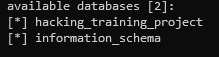 available databases [2]:
[*] hacking_training_project
[*] information_schema